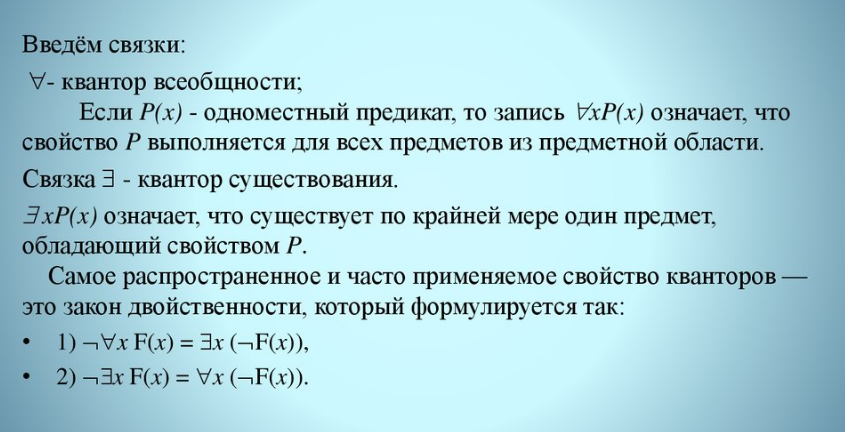 Введём связки:
∀- квантор всеобщности;
Если P(x) - одноместный предикат, то запись ∀xP(x) означает, что
свойство P выполняется для всех предметов из предметной области.
Связка ∃ - квантор существования.
∃xP(x) означает, что существует по крайней мере один предмет,
обладающий свойством P.
Самое распространенное и часто применяемое свойство кванторов —
это закон двойственности, который формулируется так:
• 1) ¬∀x F(x) = ∃x (¬F(x)),
• 2) ¬∃x F(x) = ∀x (¬F(x)).